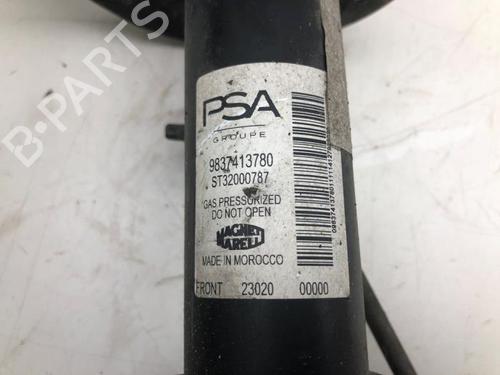 B-PARTS
PSA
GROUPE
9837413780
ST32000787
GAS PRESSURIZED
DO NOT OPEN
MAGNETI
MARELLI
MADE IN MOROCCO
FRONT 23020 00000